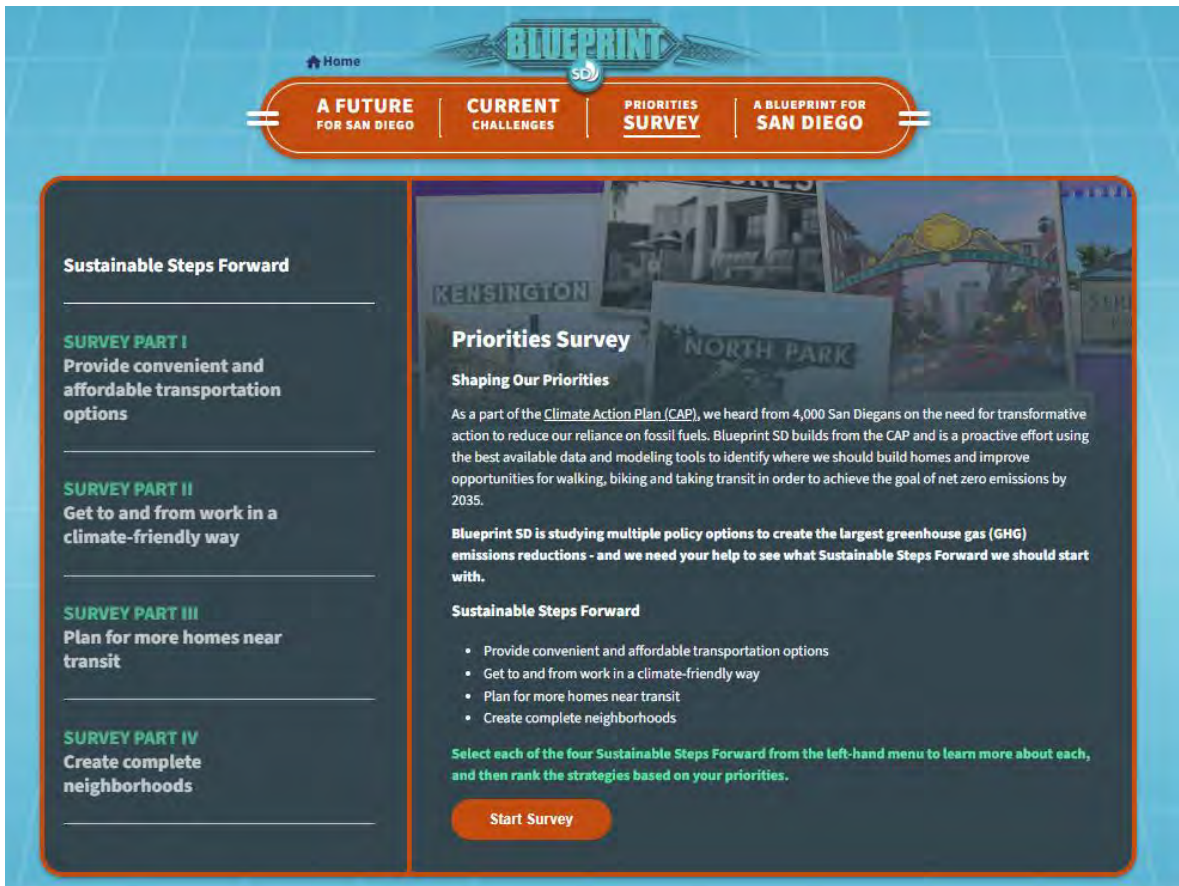 BLUEPRINT
SD
Home
A FUTURE
FOR SAN DIEGO
CURRENT
CHALLENGES
PRIORITIES
SURVEY
A BLUEPRINT FOR
SAN DIEGO
Sustainable Steps Forward
SURVEY PART I
Provide convenient and
affordable transportation
options
SURVEY PART II
Get to and from work in a
climate-friendly way
SURVEY PART III
Plan for more homes near
transit
SURVEY PART IV
Create complete
neighborhoods
KENSINGTON
NORTH PARK
Priorities Survey
Shaping Our Priorities
As a part of the Climate Action Plan (CAP), we heard from 4,000 San Diegans on the need for transformative
action to reduce our reliance on fossil fuels. Blueprint SD builds from the CAP and is a proactive effort using
the best available data and modeling tools to identify where we should build homes and improve
opportunities for walking, biking and taking transit in order to achieve the goal of net zero emissions by
2035.
Blueprint SD is studying multiple policy options to create the largest greenhouse gas (GHG)
emissions reductions - and we need your help to see what Sustainable Steps Forward we should start
with.
Sustainable Steps Forward
• Provide convenient and affordable transportation options
• Get to and from work in a climate-friendly way
• Plan for more homes near transit
• Create complete neighborhoods
Select each of the four Sustainable Steps Forward from the left-hand menu to learn more about each,
and then rank the strategies based on your priorities.
Start Survey